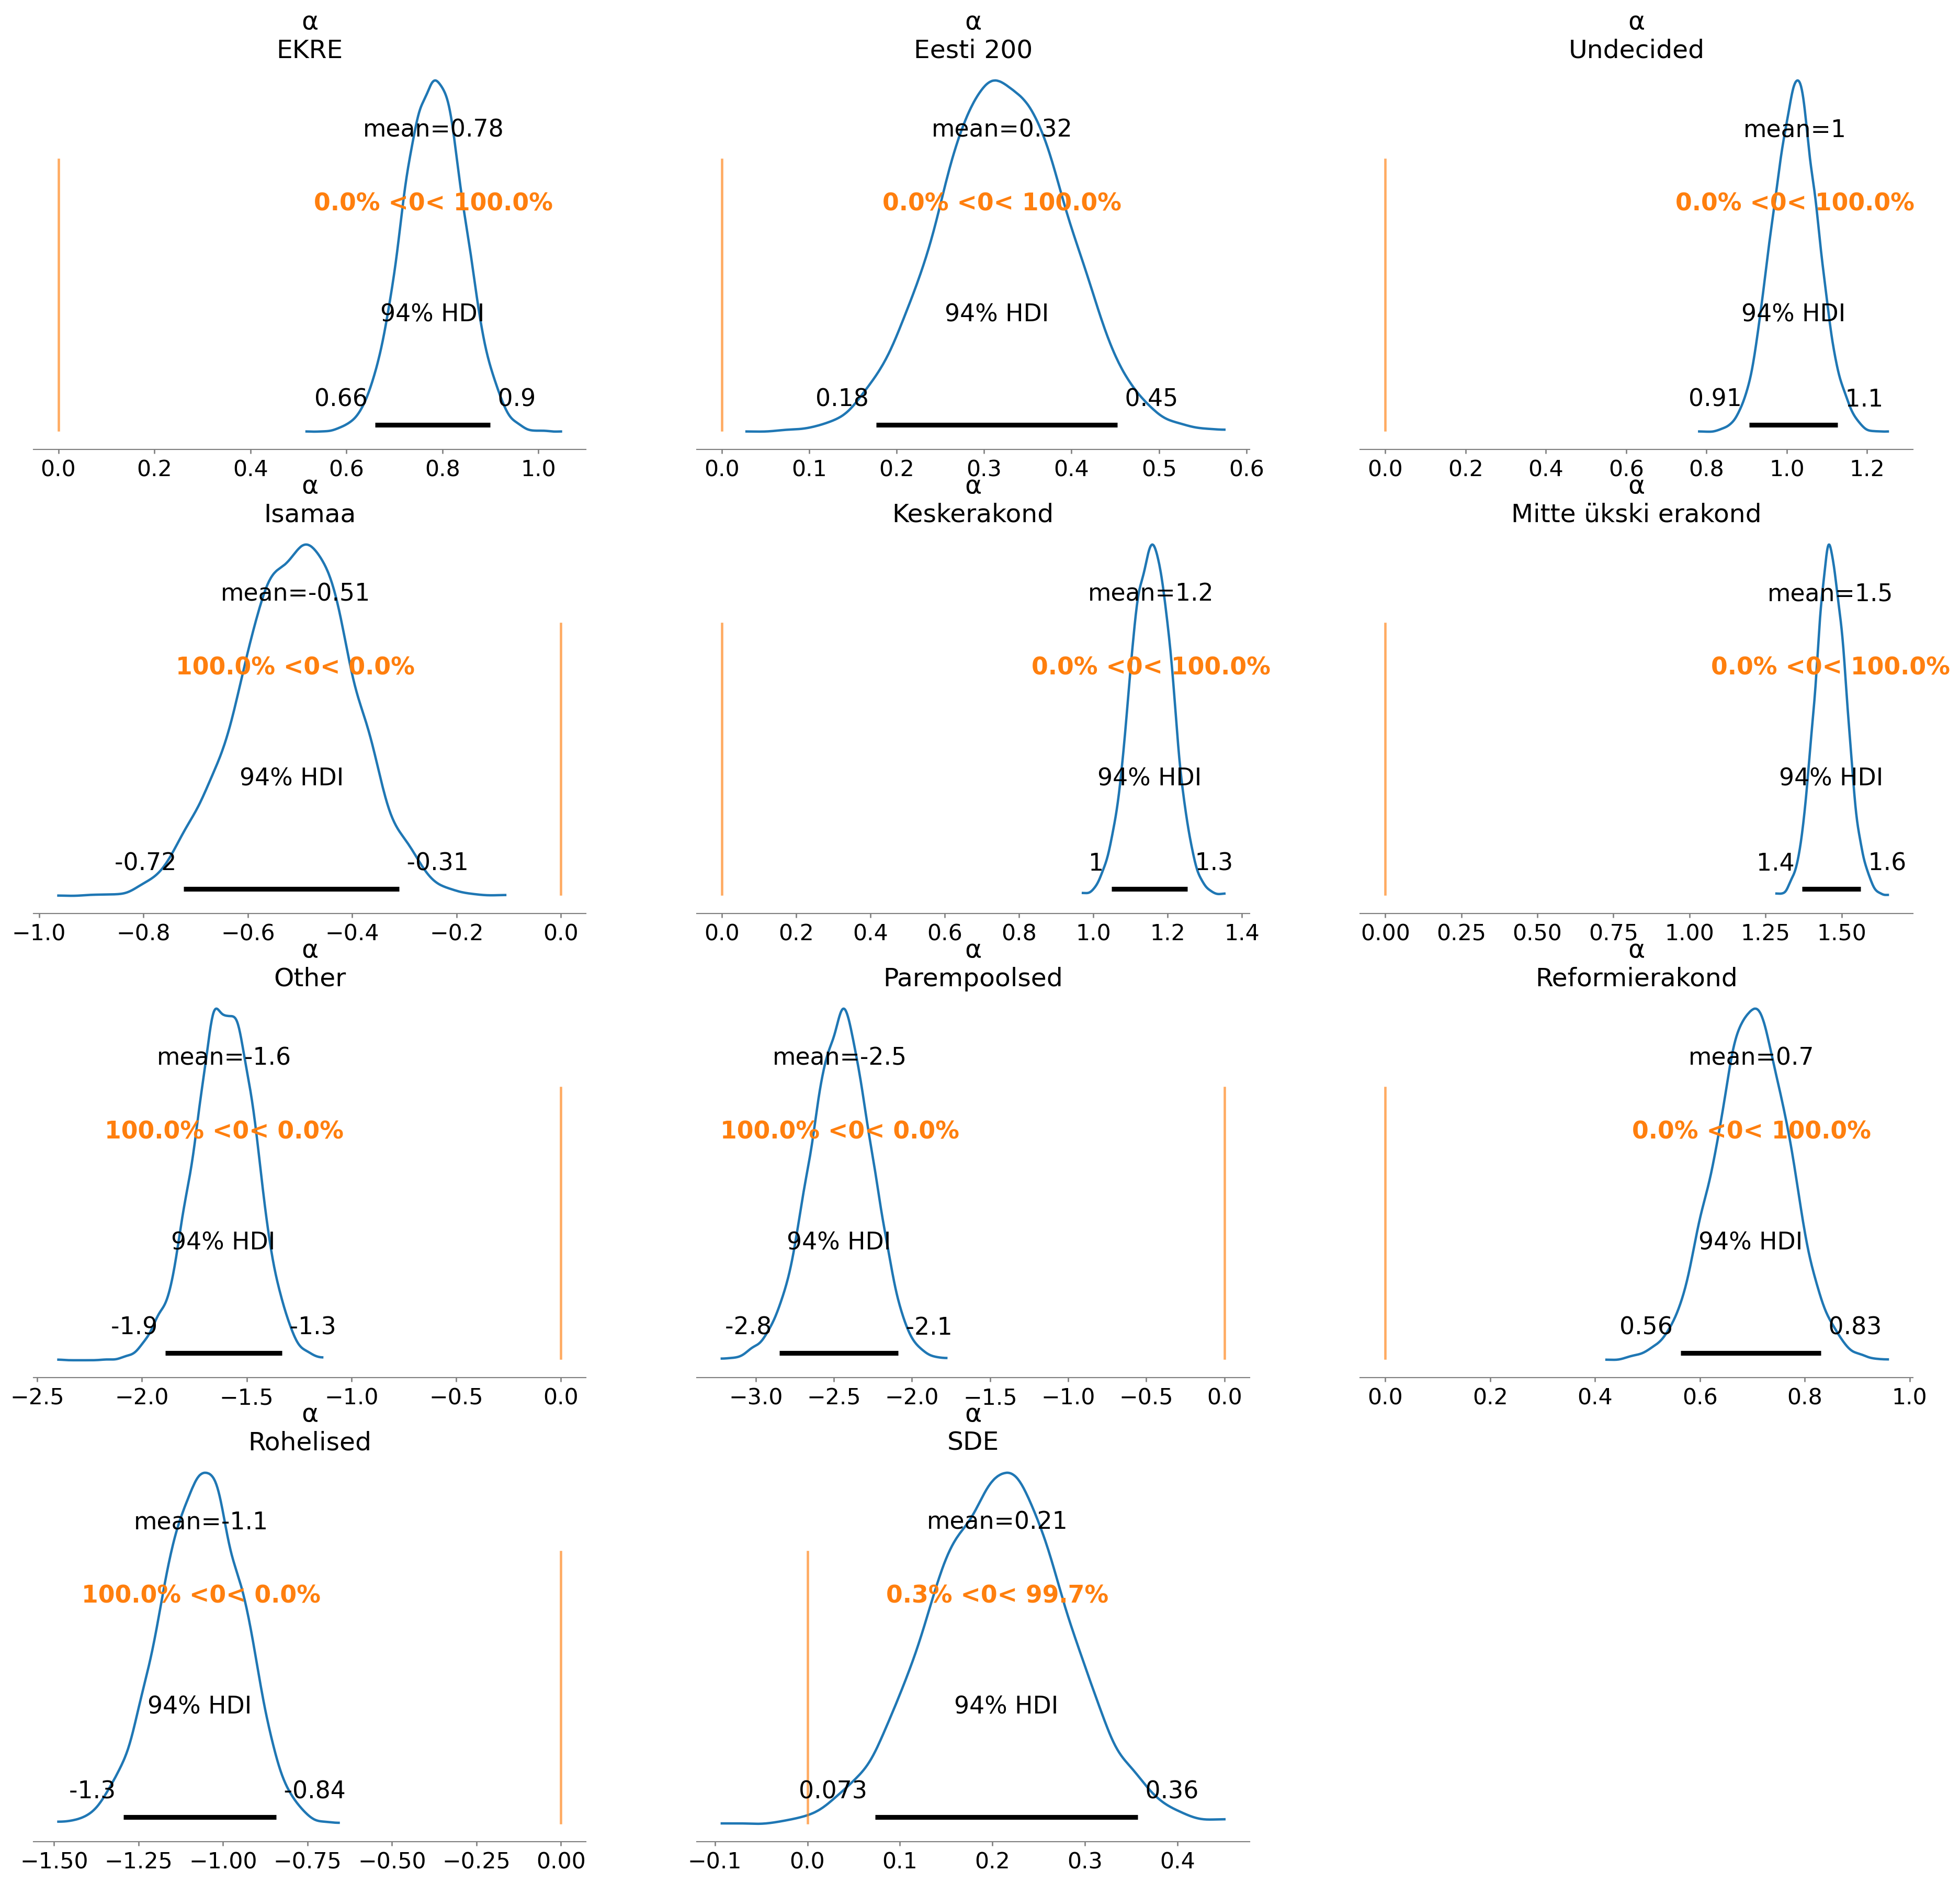 α
EKRE
mean=0.78
0.0% <0< 100.0%
94% HDI
0.66 0.9
0.0 0.2 0.4 0.6 0.8 1.0
α
Eesti 200
mean=0.32
0.0% <0< 100.0%
94% HDI
0.18 0.45
0.0 0.1 0.2 0.3 0.4 0.5 0.6
α
Undecided
mean=1
0.0% <0< 100.0%
94% HDI
0.91 1.1
0.0 0.2 0.4 0.6 0.8 1.0 1.2
α
Isamaa
mean=-0.51
100.0% <0< 0.0%
94% HDI
-0.72 -0.31
−1.0 −0.8 −0.6 −0.4 −0.2 0.0
α
Keskerakond
mean=1.2
0.0% <0< 100.0%
94% HDI
1 1.3
0.0 0.2 0.4 0.6 0.8 1.0 1.2 1.4
α
Mitte ükski erakond
mean=1.5
0.0% <0< 100.0%
94% HDI
1.4 1.6
0.00 0.25 0.50 0.75 1.00 1.25 1.50
α
Other
mean=-1.6
100.0% <0< 0.0%
94% HDI
-1.9 -1.3
−2.5 −2.0 −1.5 −1.0 −0.5 0.0
α
Parempoolsed
mean=-2.5
100.0% <0< 0.0%
94% HDI
-2.8 -2.1
−3.0 −2.5 −2.0 −1.5 −1.0 −0.5 0.0
α
Reformierakond
mean=0.7
0.0% <0< 100.0%
94% HDI
0.56 0.83
0.0 0.2 0.4 0.6 0.8 1.0
α
Rohelised
mean=-1.1
100.0% <0< 0.0%
94% HDI
-1.3 -0.84
−1.50 −1.25 −1.00 −0.75 −0.50 −0.25 0.00
α
SDE
mean=0.21
0.3% <0< 99.7%
94% HDI
0.073 0.36
−0.1 0.0 0.1 0.2 0.3 0.4